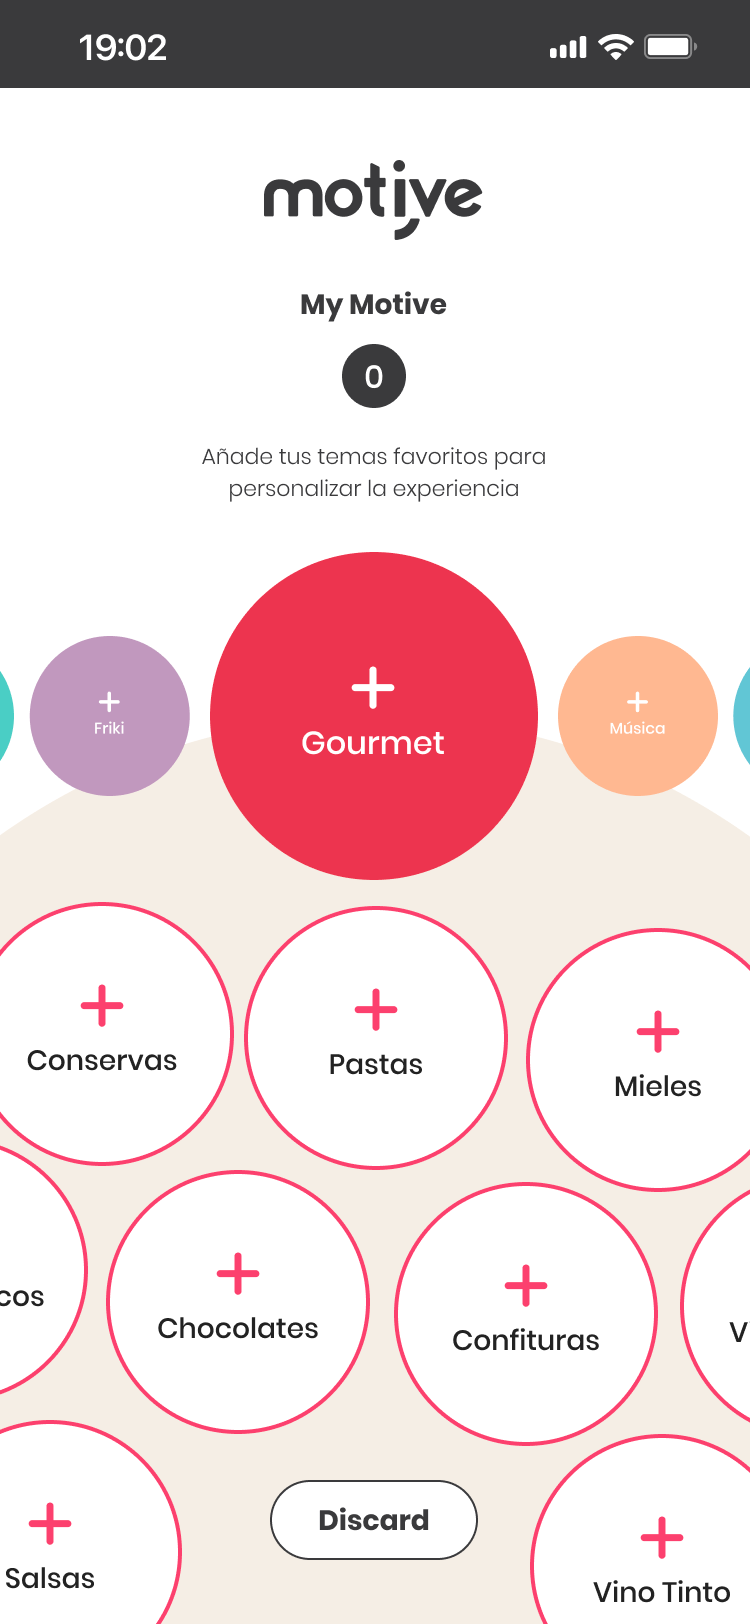 19:02
motive
My Motive
0
Añade tus temas favoritos para
personalizar la experiencia
Friki
Gourmet
Música
Conservas
Pastas
Mieles
cos
Chocolates
Confituras
V
Salsas
Discard
Vino Tinto